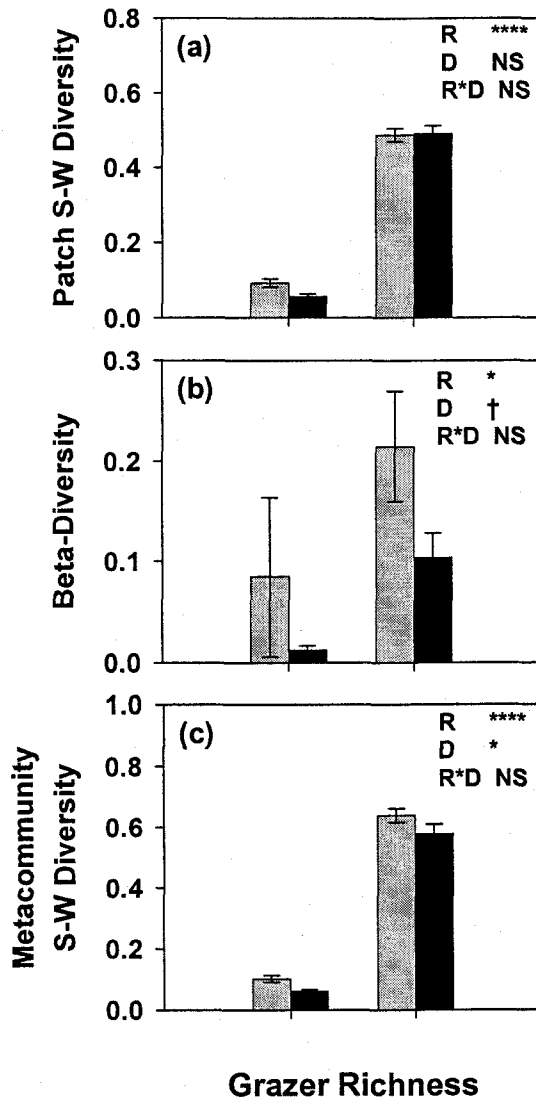 (a)
R ****
D NS
R*D NS
Patch S-W Diversity
0.8
0.6
0.4
0.2
0.0
(b)
R *
D †
R*D NS
Beta-Diversity
0.3
0.2
0.1
0.0
(c)
R ****
D *
R*D NS
Metacommunity
S-W Diversity
1.0
0.8
0.6
0.4
0.2
0.0
Grazer Richness